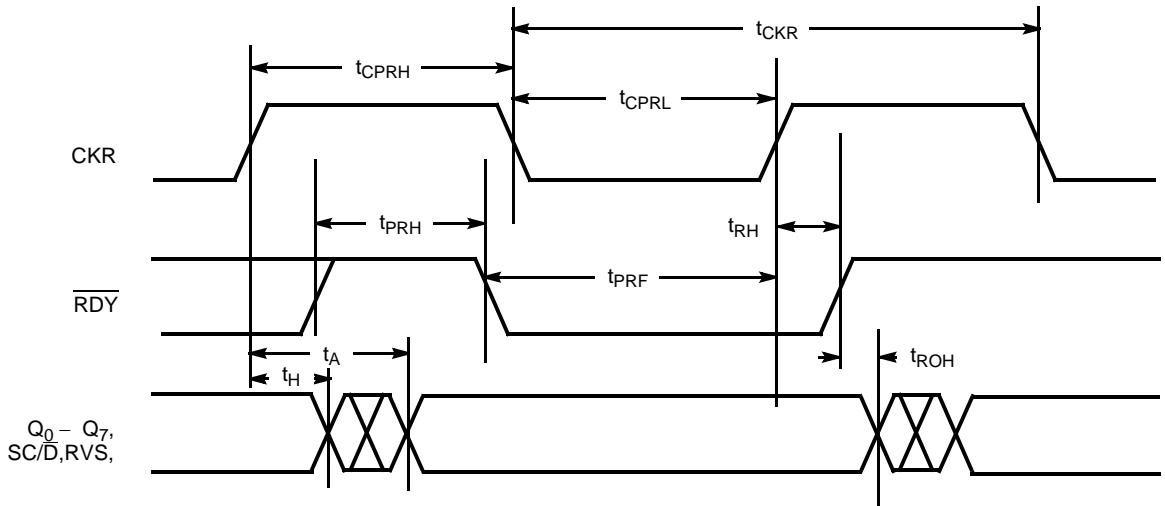 tCKR
tCPRH
tCPRL
CKR
tPRH
tRH
tPRF
RDY
tA
tROH
tH
Q0 – Q7,
SC/D,RVS,